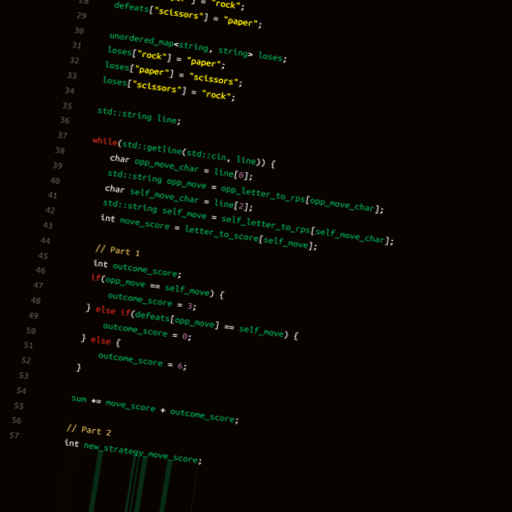 "] = "rock";
28 defeats["scissors"] = "paper";
29
30 unordered_map<string, string> loses;
31 loses["rock"] = "paper";
32 loses["paper"] = "scissors";
33 loses["scissors"] = "rock";
34
35 std::string line;
36
37 while(std::getline(std::cin, line)) {
38 char opp_move_char = line[0];
39 std::string opp_move = opp_letter_to_rps[opp_move_char];
40 char self_move_char = line[2];
41 std::string self_move = self_letter_to_rps[self_move_char];
42 int move_score = letter_to_score[self_move];
43
44 // Part 1
45 int outcome_score;
46 if(opp_move == self_move) {
47 outcome_score = 3;
48 } else if(defeats[opp_move] == self_move) {
49 outcome_score = 0;
50 } else {
51 outcome_score = 6;
52 }
53
54 sum += move_score + outcome_score;
55
56 // Part 2
57 int new_strategy_move_score;